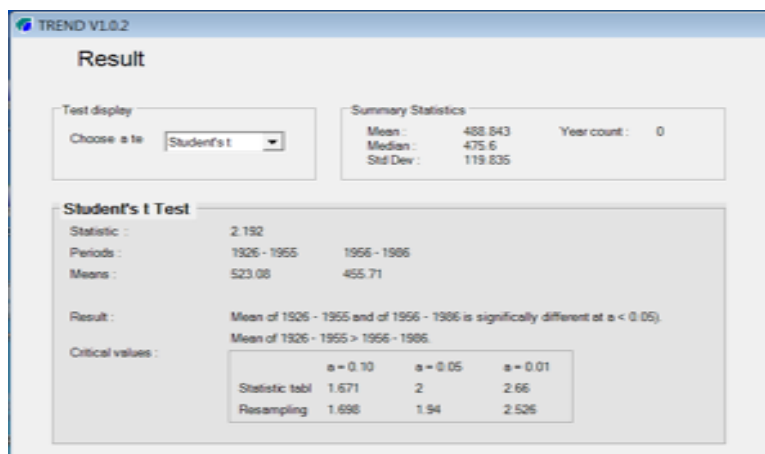 TREND V1.0.2
Result
Test display
Choose a te Student's t
Summary Statistics
Mean : 488.843 Year count : 0
Median : 475.6
Std Dev : 119.835
Student's t Test
Statistic : 2.192
Periods : 1926 - 1955 1956 - 1986
Means : 523.08 455.71
Result : Mean of 1926 - 1955 and of 1956 - 1986 is significally different at a < 0.05).
Mean of 1926 - 1955 > 1956 - 1986.
Critical values :
a = 0.10 a = 0.05 a = 0.01
Statistic tabl 1.671 2 2.66
Resampling 1.698 1.94 2.526